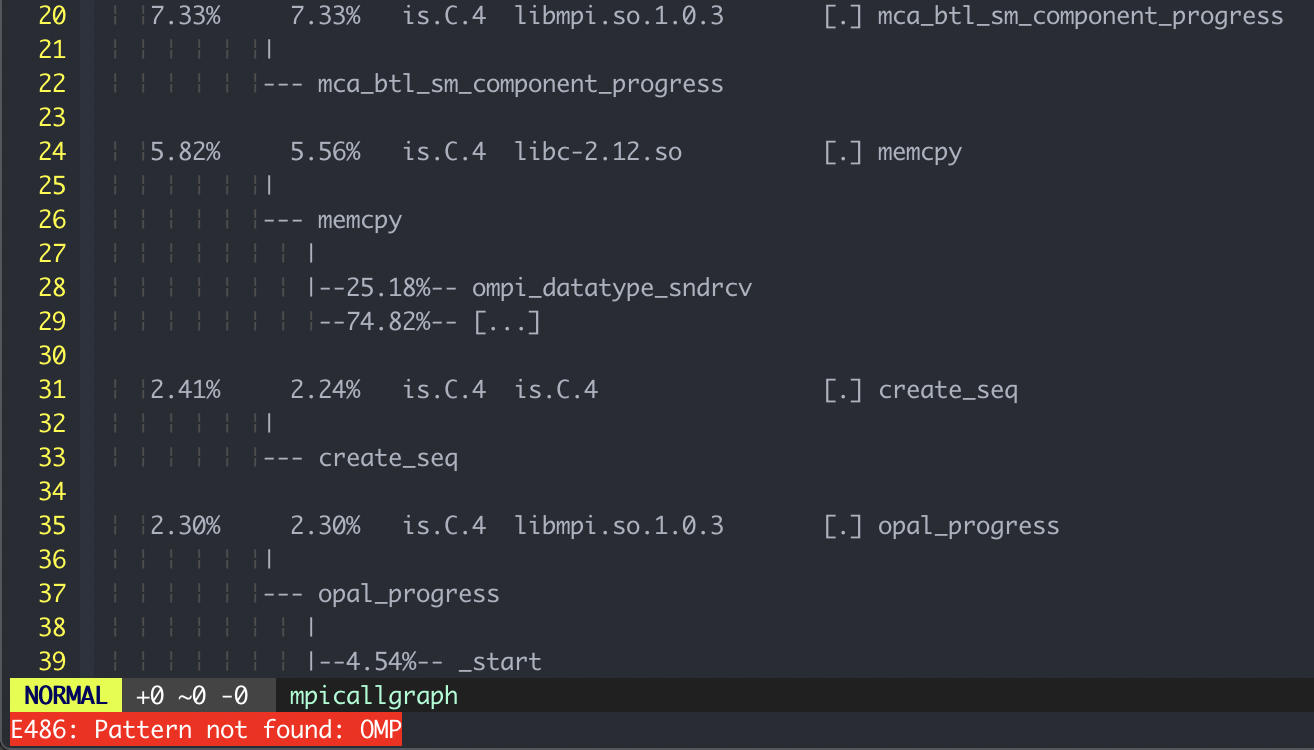 20 7.33% 7.33% is.C.4 libmpi.so.1.0.3 [.] mca_btl_sm_component_progress
21 |
22 --- mca_btl_sm_component_progress
23
24 5.82% 5.56% is.C.4 libc-2.12.so [.] memcpy
25 |
26 --- memcpy
27 |
28 |--25.18%-- ompi_datatype_sndrcv
29 --74.82%-- [...]
30
31 2.41% 2.24% is.C.4 is.C.4 [.] create_seq
32 |
33 --- create_seq
34
35 2.30% 2.30% is.C.4 libmpi.so.1.0.3 [.] opal_progress
36 |
37 --- opal_progress
38 |
39 |--4.54%-- _start
NORMAL +0 ~0 -0 mpicallgraph
E486: Pattern not found: OMP